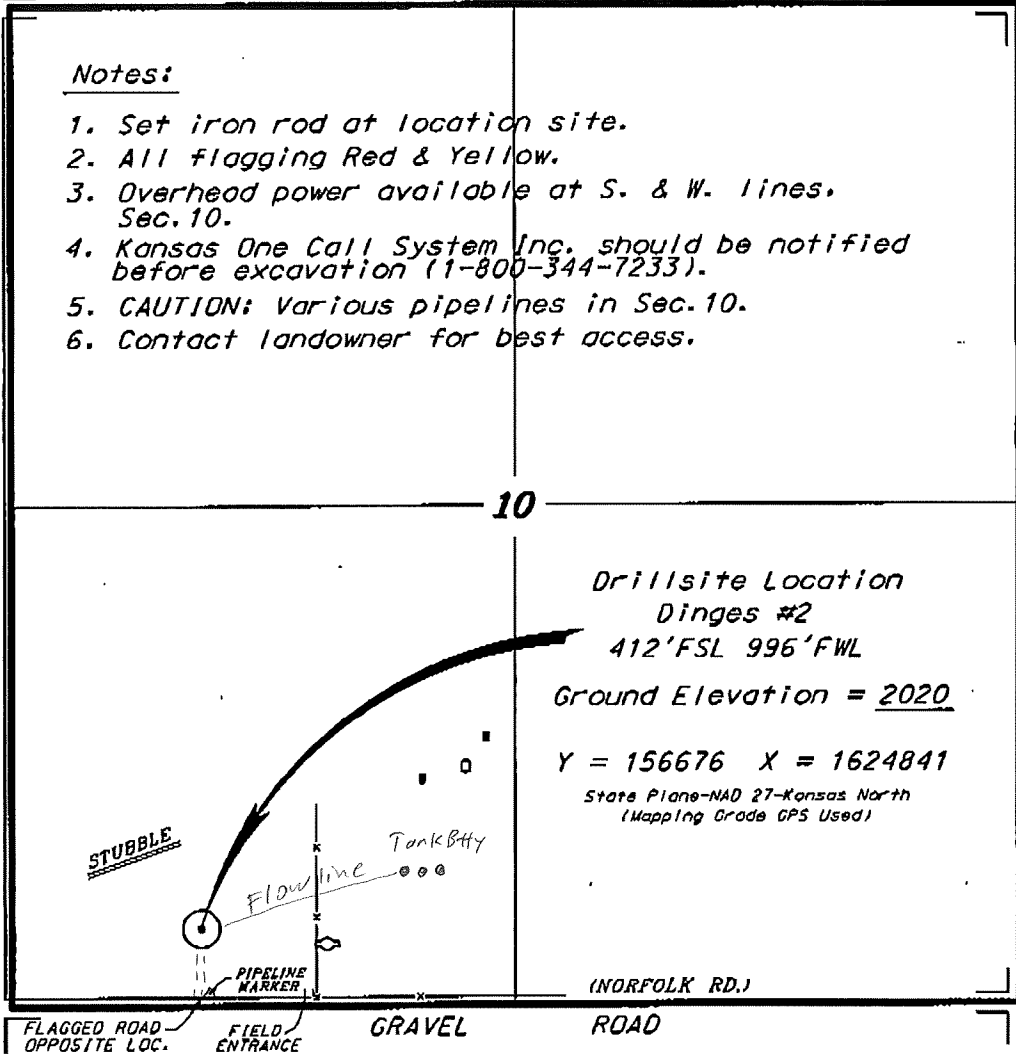 Notes:
1. Set iron rod at location site.
2. All flagging Red & Yellow.
3. Overhead power available at S. & W. lines.
Sec. 10.
4. Kansas One Call System Inc. should be notified
before excavation (1-800-344-7233).
5. CAUTION: Various pipelines in Sec. 10.
6. Contact landowner for best access.
10
Drillsite Location
Dinges #2
412'FSL 996'FWL
Ground Elevation = 2020
Y = 156676 X = 1624841
State Plane-NAD 27-Kansas North
(Mapping Grade GPS Used)
STUBBLE
Tank Btty
Flow line
PIPELINE
MARKER
(NORFOLK RD.)
FLAGGED ROAD
OPPOSITE LOC.
FIELD
ENTRANCE
GRAVEL ROAD